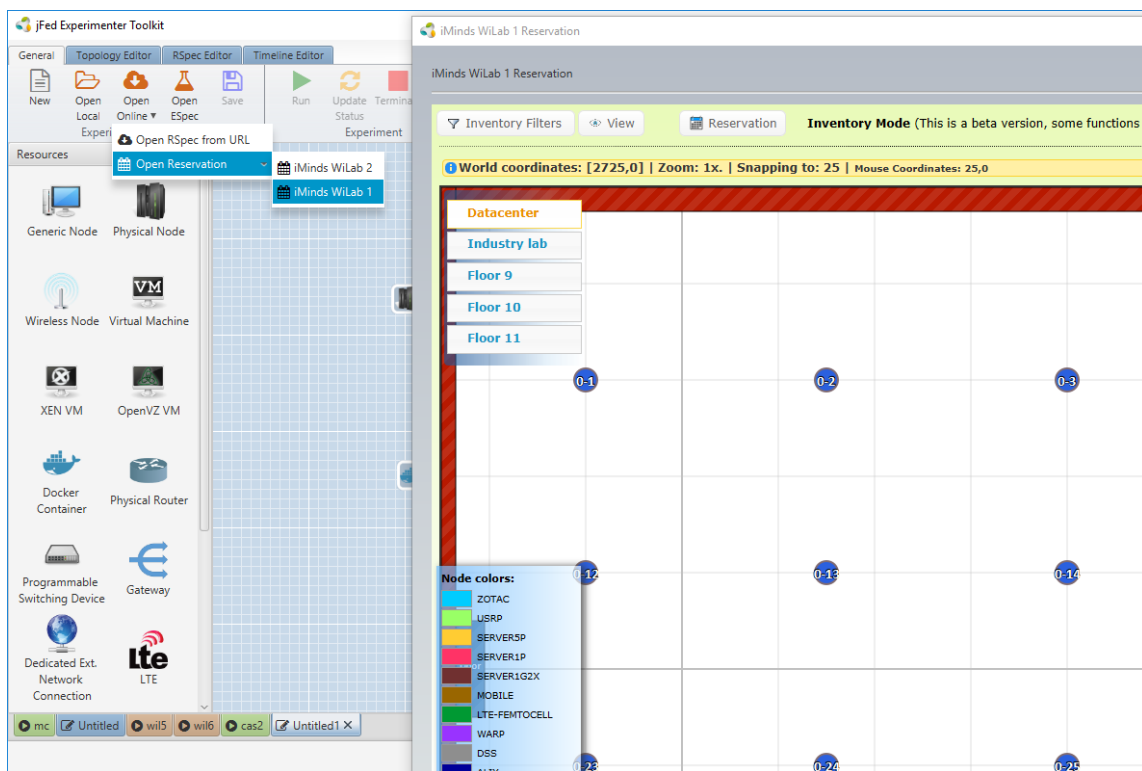 jFed Experimenter Toolkit
General Topology Editor RSpec Editor Timeline Editor
New
Open Local
Open Online ▾
Open ESpec
Save
Run
Update Status
Termina
Experi
Experiment
Open RSpec from URL
Open Reservation
iMinds WiLab 2
iMinds WiLab 1
Resources
Generic Node
Physical Node
Wireless Node
VM
Virtual Machine
XEN VM
OpenVZ VM
Docker
Container
Physical Router
Programmable
Switching Device
Gateway
Dedicated Ext.
Network
Connection
Lte
LTE
mc Untitled wil5 wil6 cas2 Untitled1
iMinds WiLab 1 Reservation
iMinds WiLab 1 Reservation
Inventory Filters View Reservation Inventory Mode (This is a beta version, some functions
World coordinates: [2725,0] | Zoom: 1x. | Snapping to: 25 | Mouse Coordinates: 25,0
Datacenter
Industry lab
Floor 9
Floor 10
Floor 11
0-1 0-2 0-3
0-12 0-13 0-14
Node colors:
ZOTAC
USRP
SERVER5P
SERVER1P
SERVER1G2X
MOBILE
LTE-FEMTOCELL
WARP
DSS
0-23 0-24 0-25